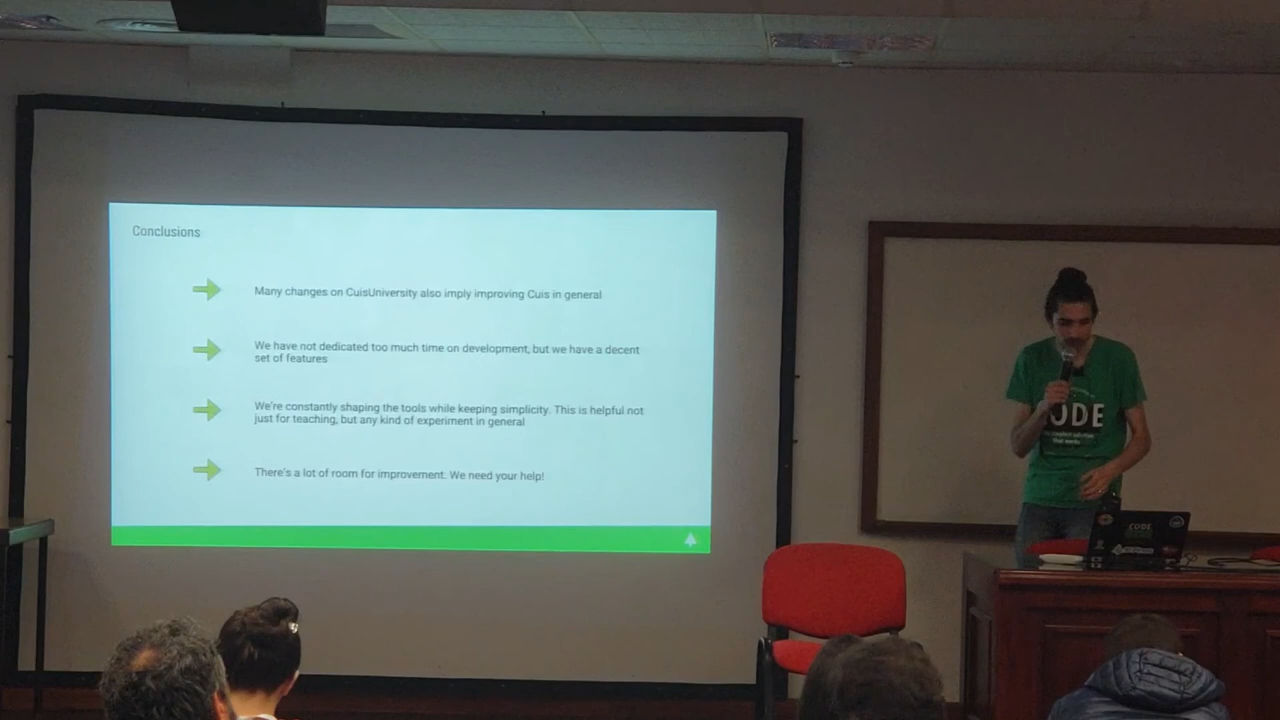 Conclusions
Many changes on CuisUniversity also imply improving Cuis in general
We have not dedicated too much time on development, but we have a decent
set of features
We're constantly shaping the tools while keeping simplicity. This is helpful not
just for teaching, but any kind of experiment in general
There's a lot of room for improvement. We need your help!
ODE
that works
CODE